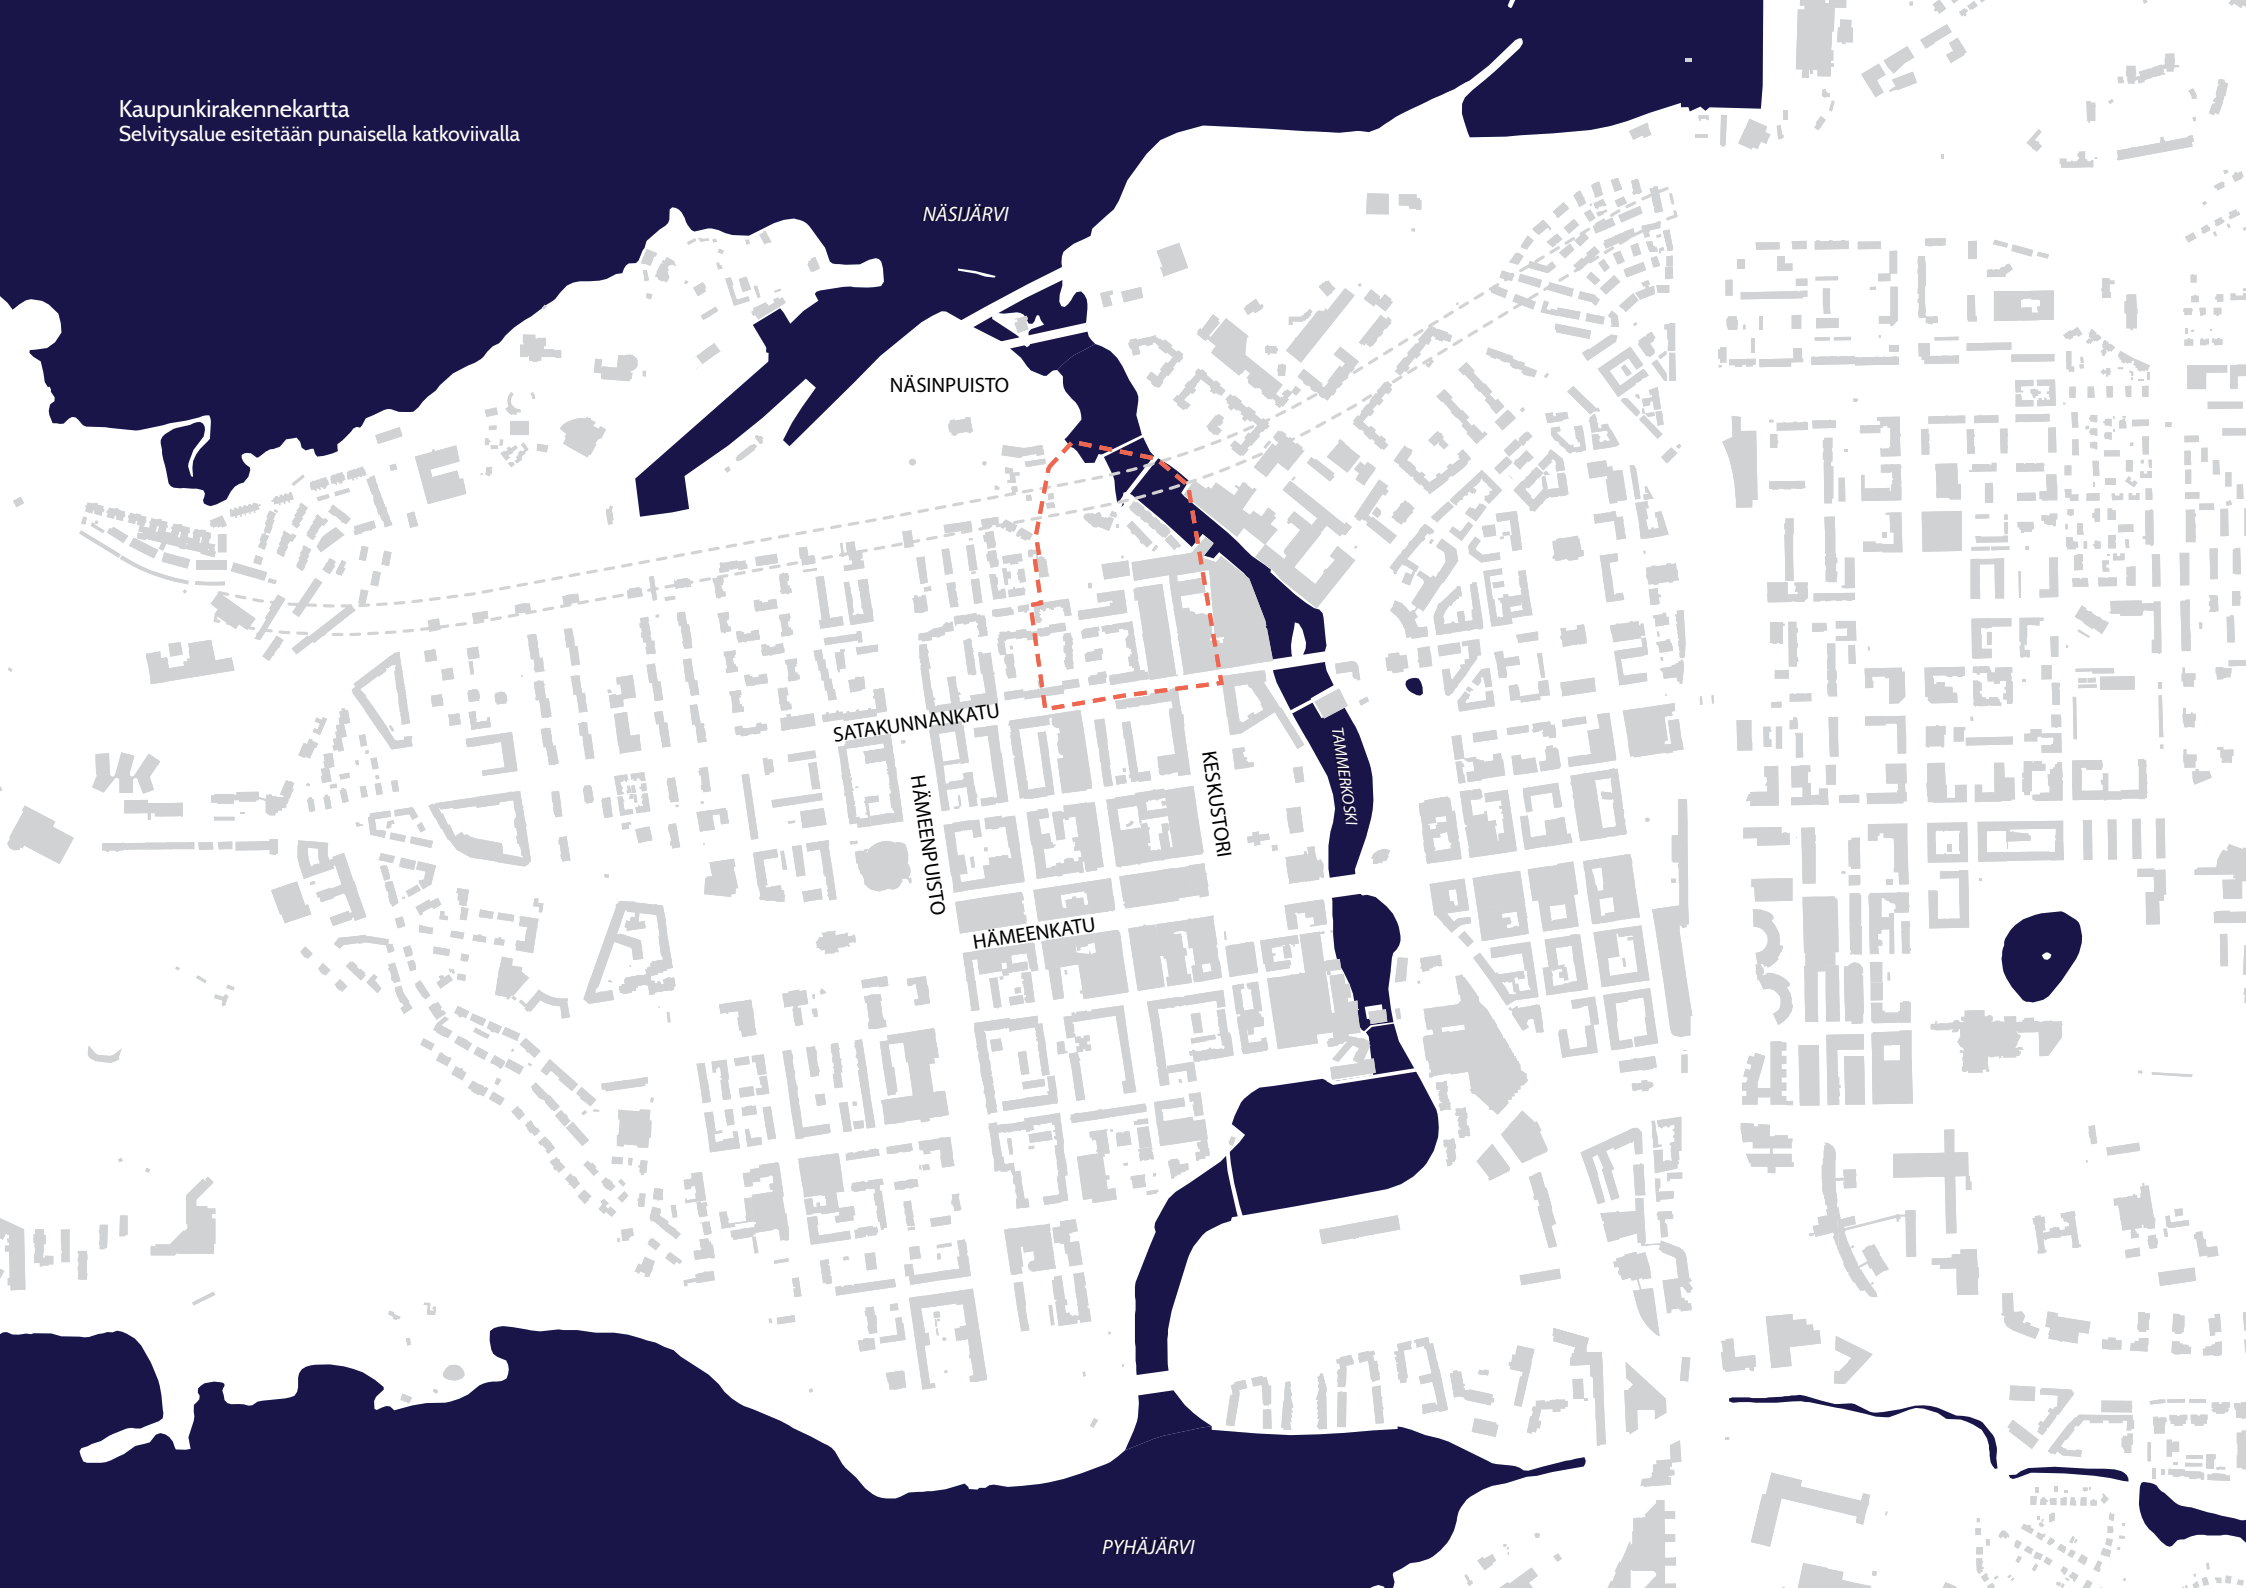 Kaupunkirakennekartta
Selvitysalue esitetään punaisella katkoviivalla
NÄSIJÄRVI
NÄSINPUISTO
SATAKUNNANKATU
HÄMEENPUISTO
KESKUSTORI
TAMMERKOSKI
HÄMEENKATU
PYHÄJÄRVI